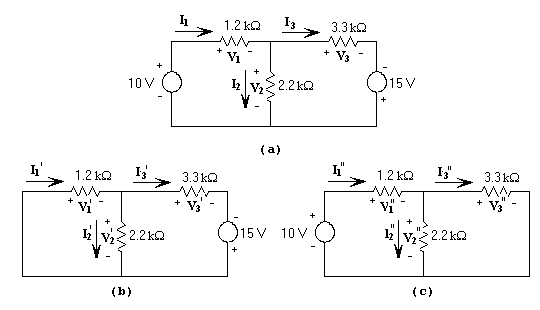 I1 1.2 kΩ I3 3.3 kΩ
+ V1 - + V3 -
10 V + - I2 + V2 - 2.2 kΩ - + 15 V
(a)
I1' 1.2 kΩ I3' 3.3 kΩ
+ V1' - + V3' -
I2' + V2' - 2.2 kΩ - + 15 V
(b)
I1" 1.2 kΩ I3" 3.3 kΩ
+ V1" - + V3" -
10 V + - I2" + V2" - 2.2 kΩ
(c)